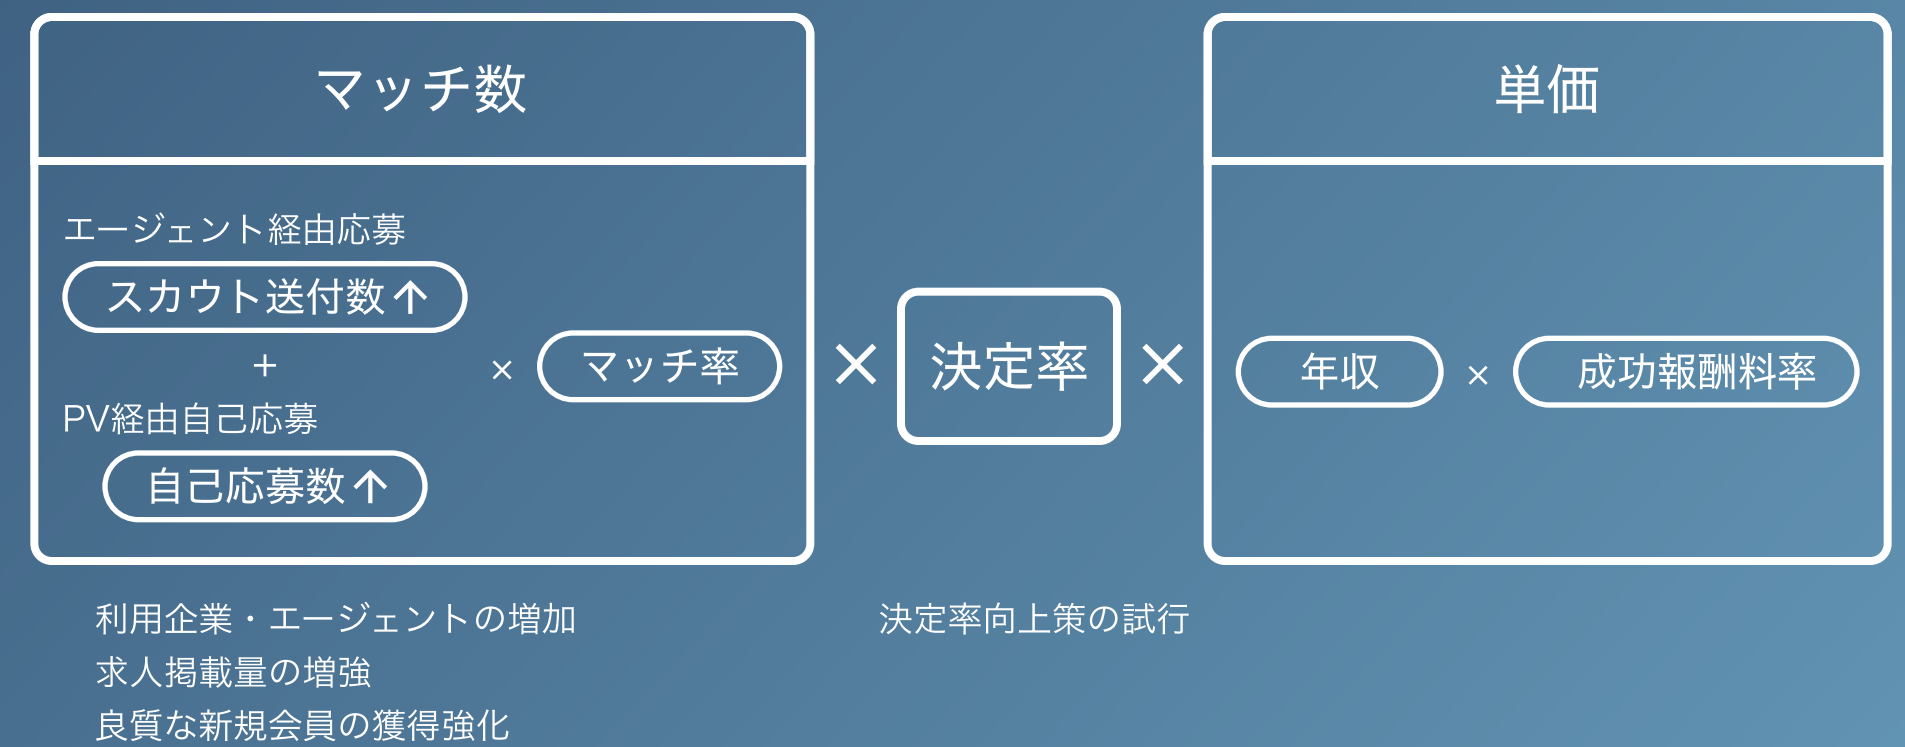 マッチ数
エージェント経由応募
スカウト送付数↑
+
PV経由自己応募
自己応募数↑
×
マッチ率
×
決定率
×
単価
年収
×
成功報酬料率
利用企業・エージェントの増加
求人掲載量の増強
良質な新規会員の獲得強化
決定率向上策の試行